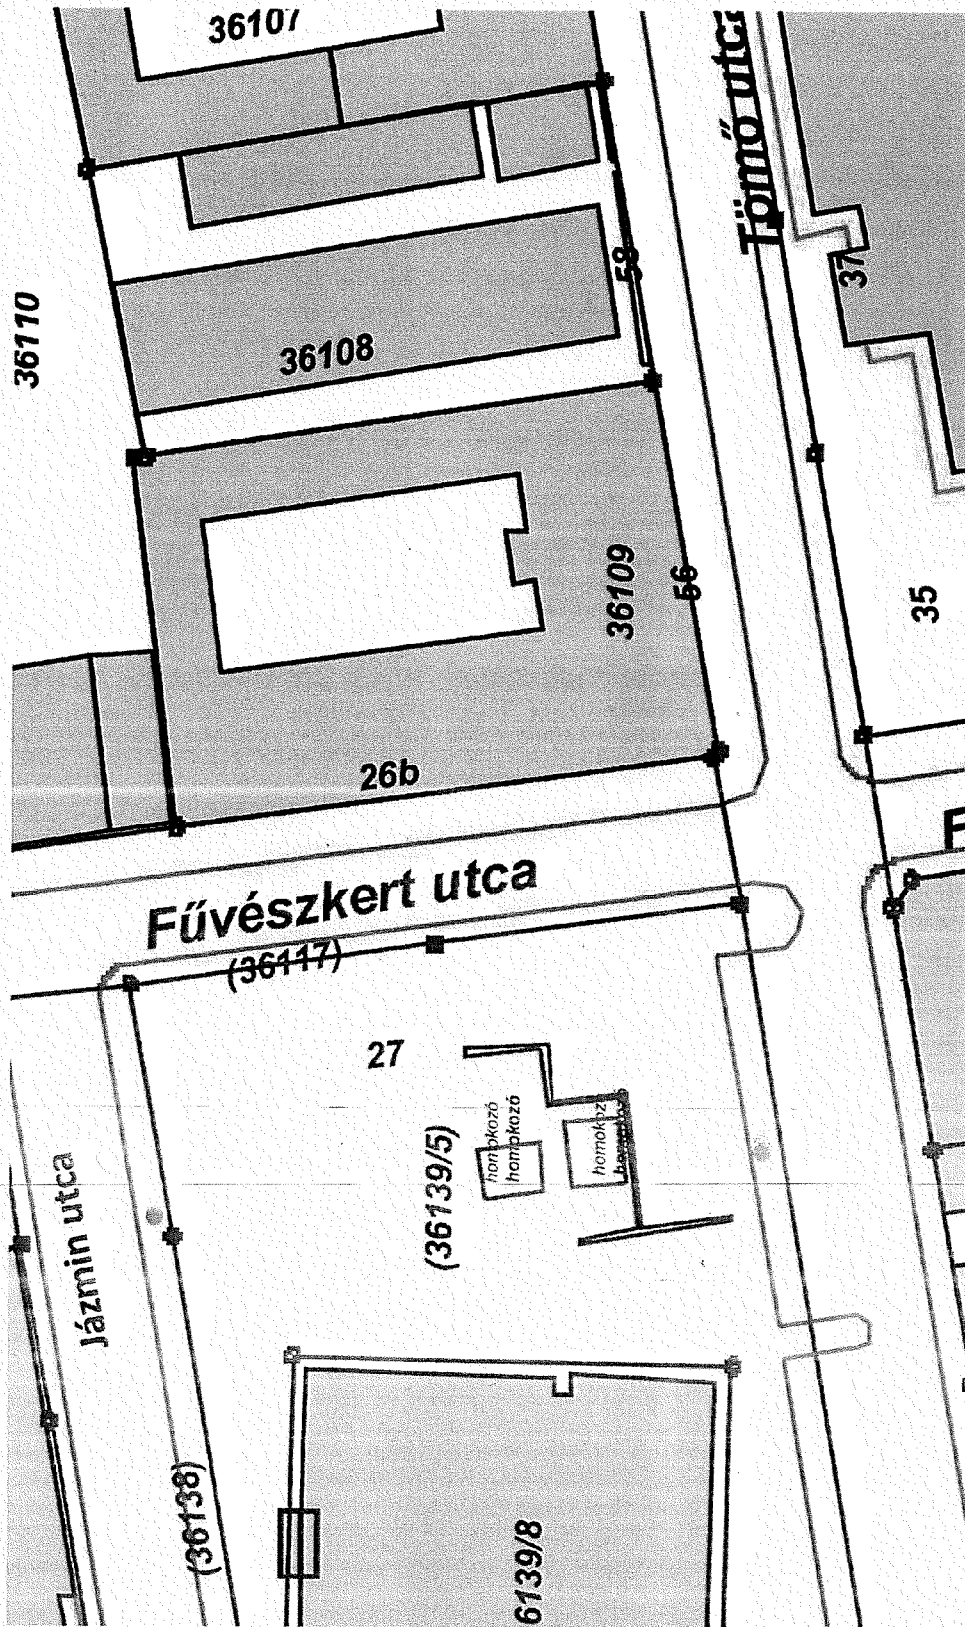 36107
Tömő utca
58
37
36110
36108
36109
56
35
26b
Fűvészkert utca
(36117)
27
homokozó
homokozó
homokozó
homokozó
(36139/5)
Jázmin utca
(36138)
6139/8
F